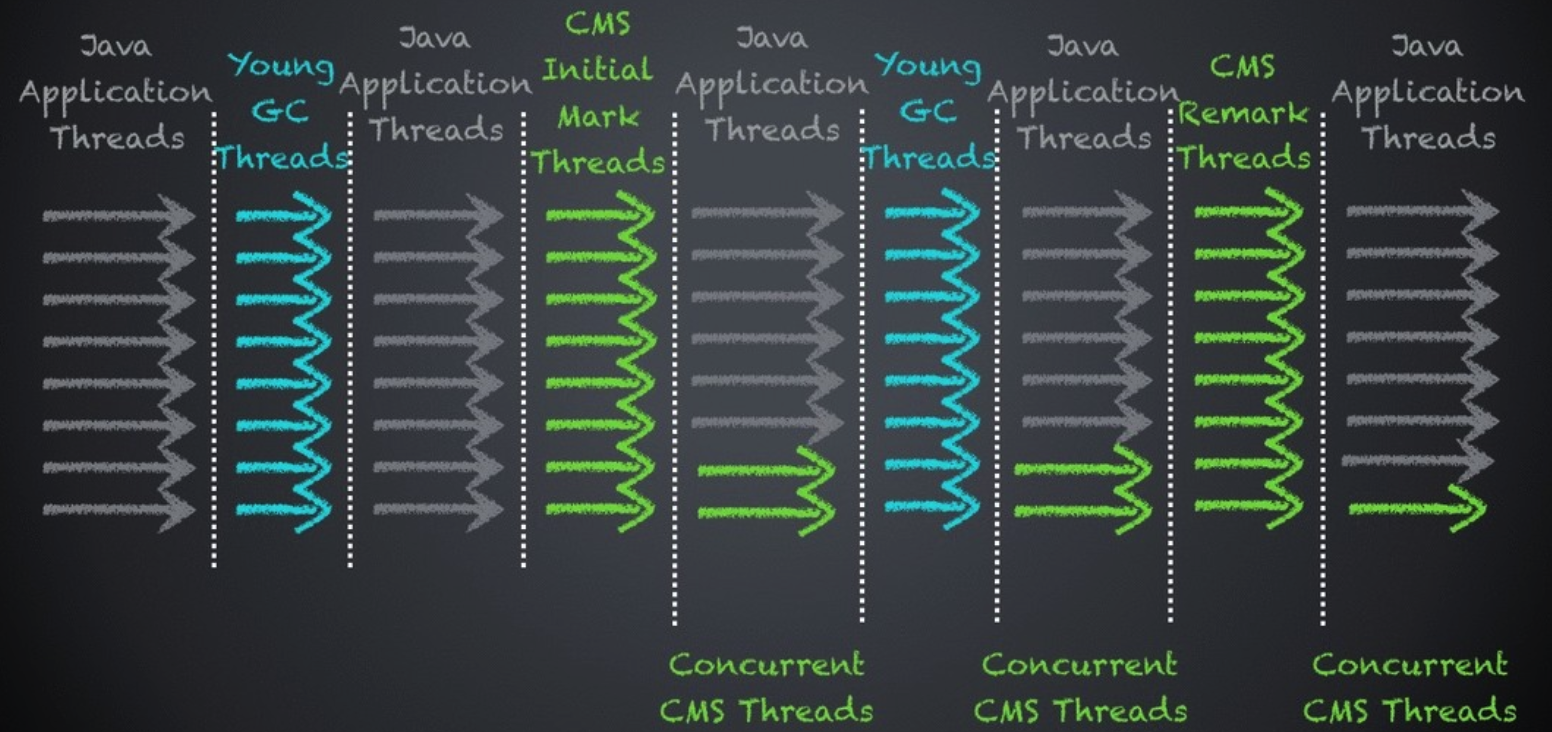 Java
Application
Threads
Young
GC
Threads
Java
Application
Threads
CMS
Initial
Mark
Threads
Java
Application
Threads
Young
GC
Threads
Java
Application
Threads
CMS
Remark
Threads
Java
Application
Threads
Concurrent
CMS Threads
Concurrent
CMS Threads
Concurrent
CMS Threads